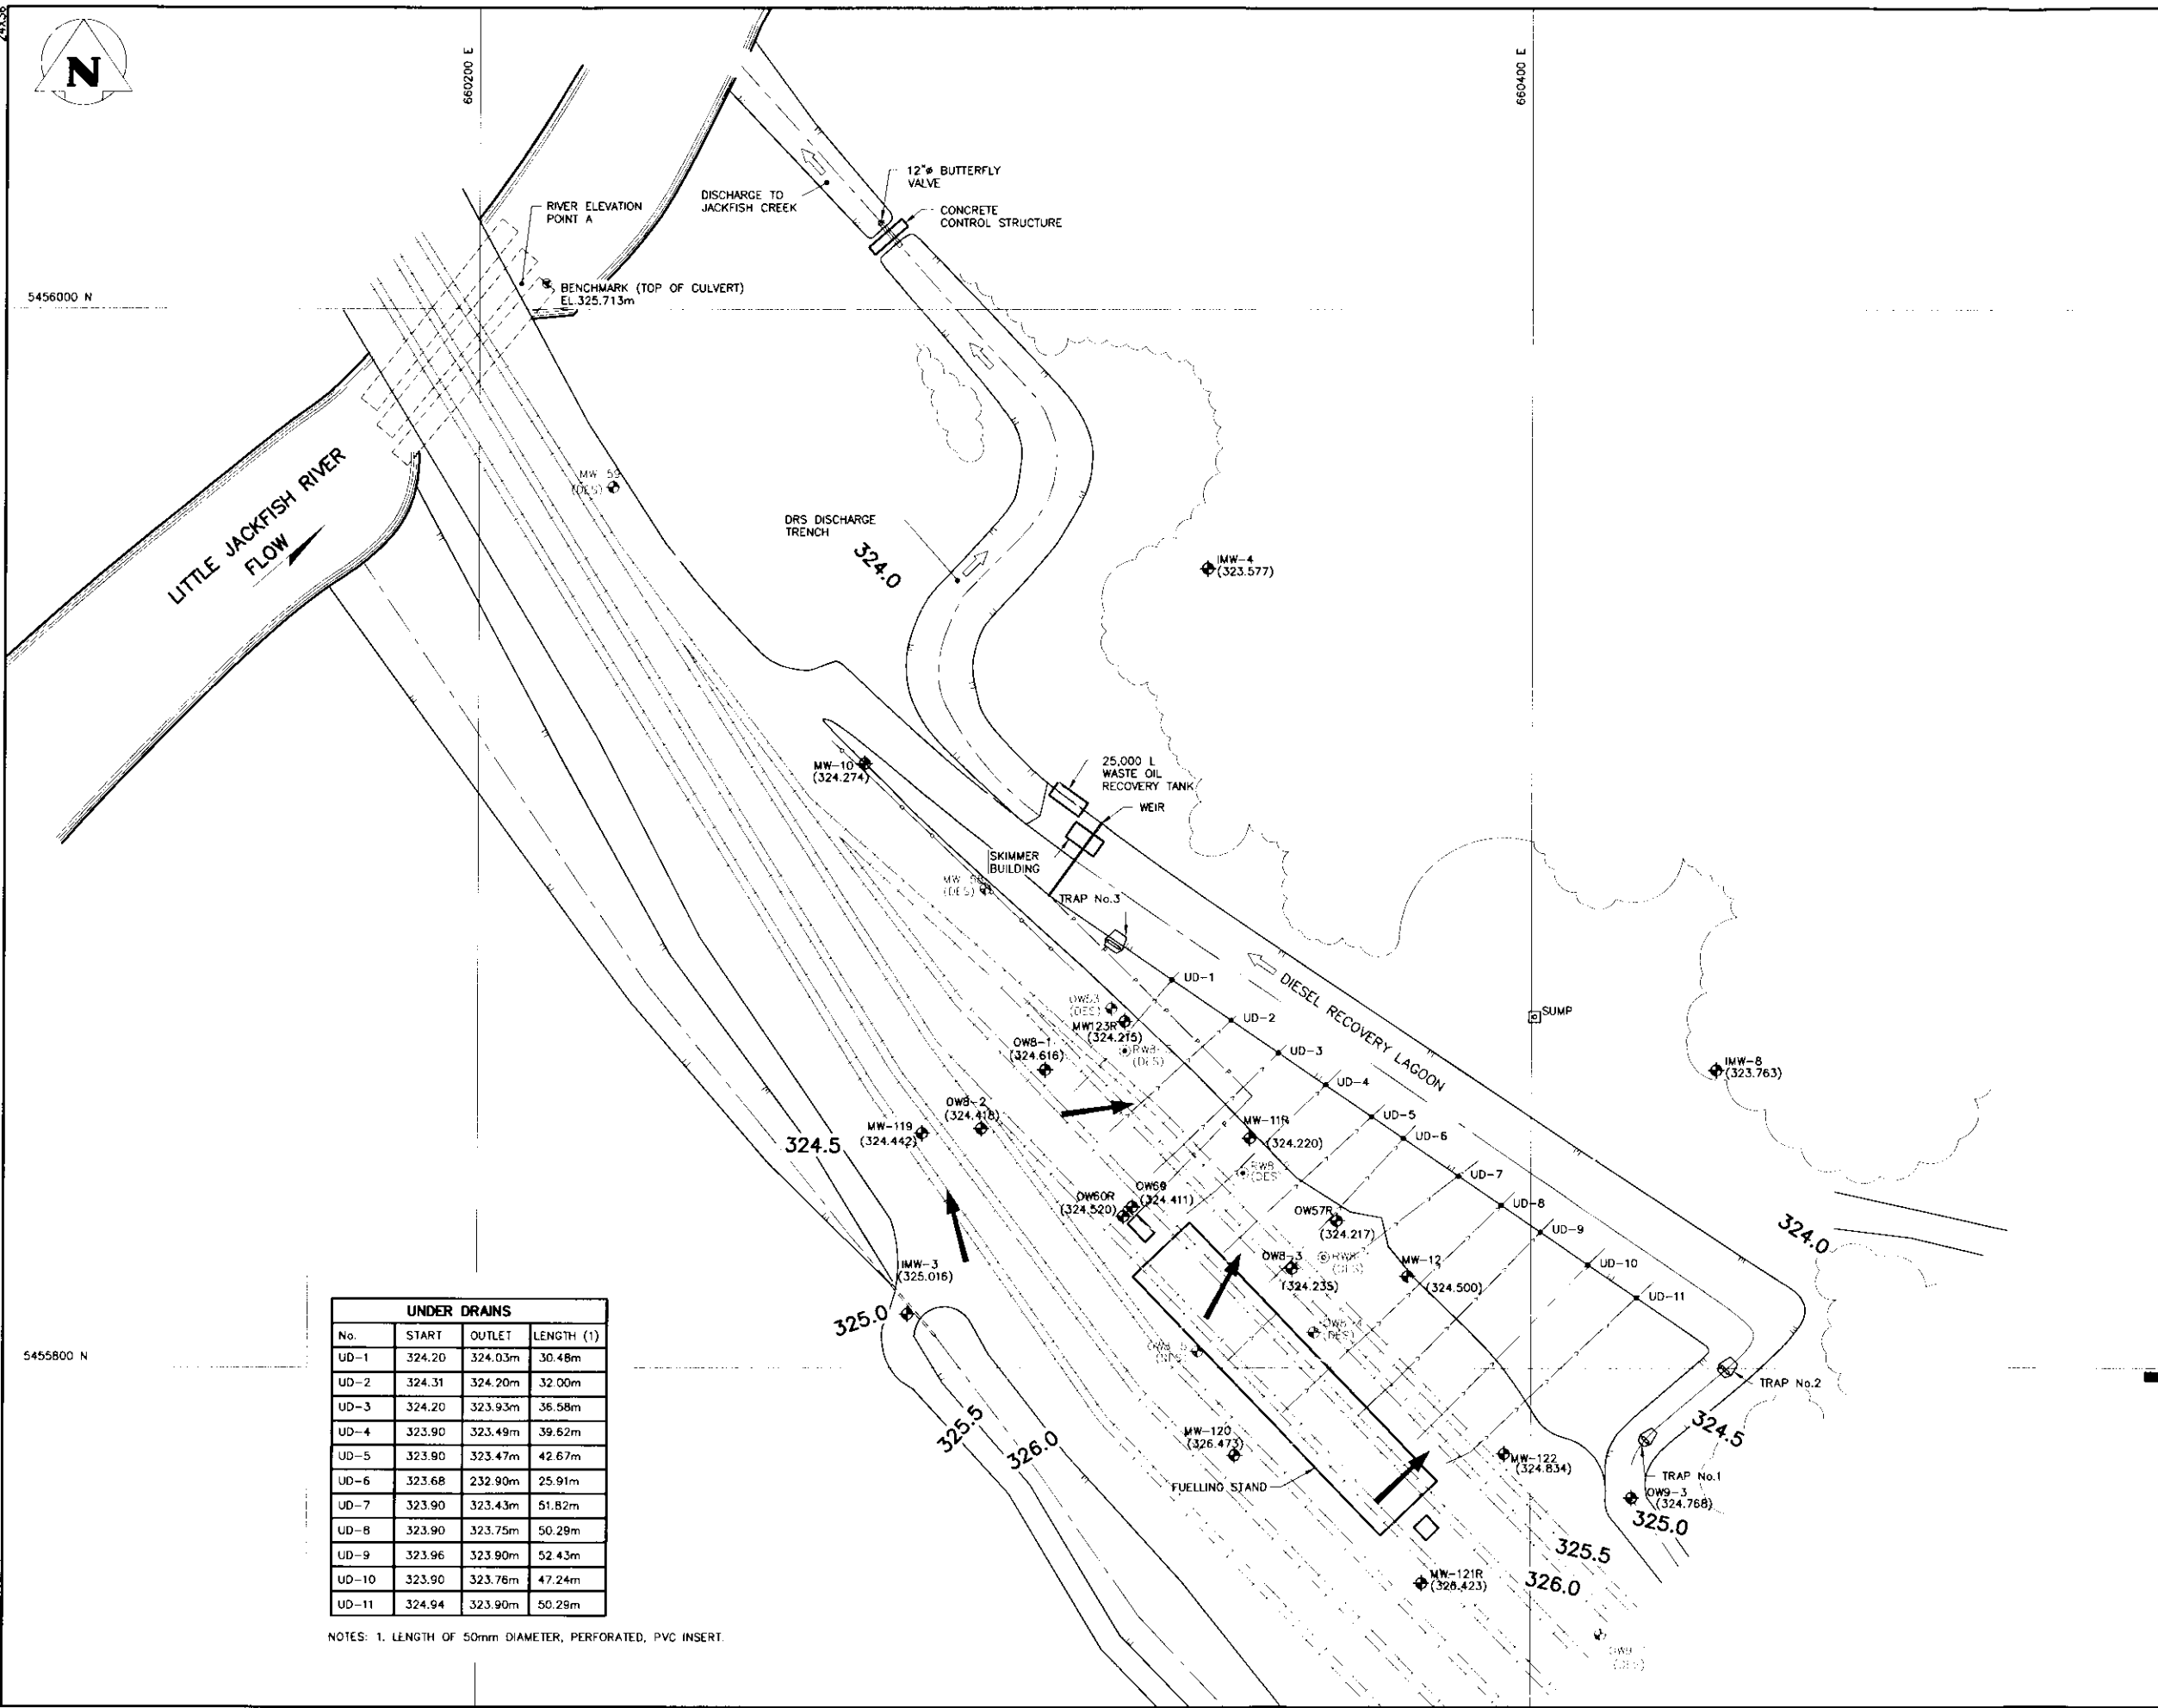 24X36
N
660200 E
660400 E
5456000 N
5455800 N
RIVER ELEVATION
POINT A
BENCHMARK (TOP OF CULVERT)
EL.325.713m
DISCHARGE TO
JACKFISH CREEK
12"ø BUTTERFLY
VALVE
CONCRETE
CONTROL STRUCTURE
LITTLE JACKFISH RIVER
FLOW
MW 59
(DES)
DRS DISCHARGE
TRENCH
324.0
IMW-4
(323.577)
MW-10
(324.274)
25,000 L
WASTE OIL
RECOVERY TANK
WEIR
SKIMMER
BUILDING
(DES)
TRAP No.3
DIESEL RECOVERY LAGOON
UD-1
UD-2
UD-3
UD-4
UD-5
UD-6
UD-7
UD-8
UD-9
UD-10
UD-11
SUMP
IMW-8
(323.763)
OW53
(DES)
MW123R
(324.215)
(DES)
OW8-1
(324.616)
OW8-2
(324.418)
MW-119
(324.442)
324.5
MW-11R
(324.220)
(DES)
OW60R
(324.520)
OW60
(324.411)
OW57R
(324.217)
OW8-3
(324.235)
(DES)
MW-12
(324.500)
(DES)
(DES)
324.0
IMW-3
(325.016)
325.0
325.5
326.0
MW-120
(326.473)
FUELLING STAND
MW-122
(324.834)
TRAP No.2
324.5
TRAP No.1
OW9-3
(324.768)
325.0
325.5
326.0
MW-121R
(326.423)
(DES)
UNDER DRAINS
No. START OUTLET LENGTH (1)
UD-1 324.20 324.03m 30.48m
UD-2 324.31 324.20m 32.00m
UD-3 324.20 323.93m 36.58m
UD-4 323.90 323.49m 39.62m
UD-5 323.90 323.47m 42.67m
UD-6 323.68 232.90m 25.91m
UD-7 323.90 323.43m 51.82m
UD-8 323.90 323.75m 50.29m
UD-9 323.96 323.90m 52.43m
UD-10 323.90 323.76m 47.24m
UD-11 324.94 323.90m 50.29m
NOTES: 1. LENGTH OF 50mm DIAMETER, PERFORATED, PVC INSERT.